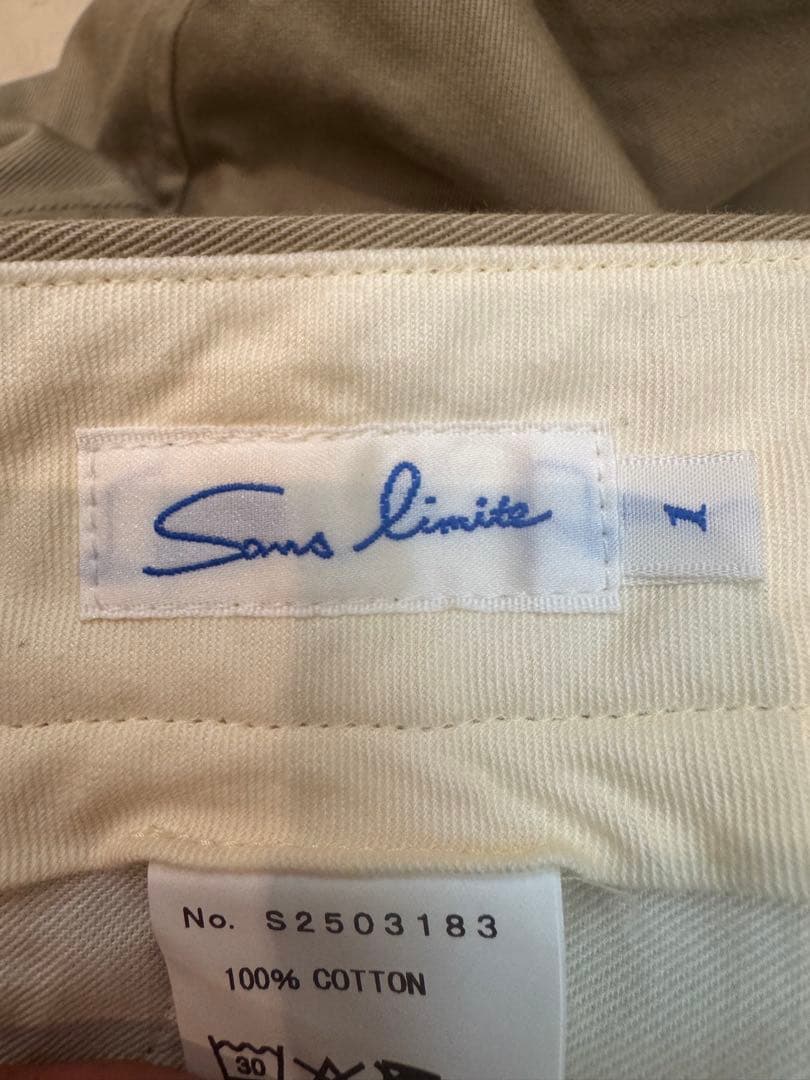 Sans limite
1
No. S2503183
100% COTTON
30